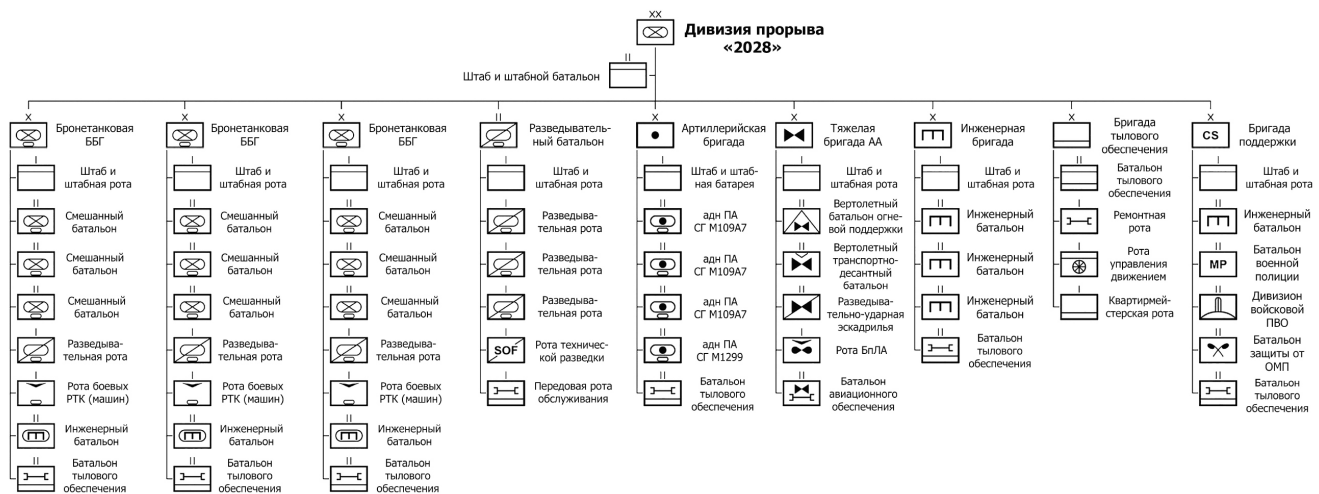 XX
Дивизия прорыва
«2028»
II
Штаб и штабной батальон
X
Бронетанковая
ББГ
I
Штаб и
штабная рота
II
Смешанный
батальон
II
Смешанный
батальон
II
Смешанный
батальон
I
Разведыва-
тельная рота
I
Рота боевых
РТК (машин)
II
Инженерный
батальон
II
Батальон
тылового
обеспечения
X
Бронетанковая
ББГ
I
Штаб и
штабная рота
II
Смешанный
батальон
II
Смешанный
батальон
II
Смешанный
батальон
I
Разведыва-
тельная рота
I
Рота боевых
РТК (машин)
II
Инженерный
батальон
II
Батальон
тылового
обеспечения
X
Бронетанковая
ББГ
I
Штаб и
штабная рота
II
Смешанный
батальон
II
Смешанный
батальон
II
Смешанный
батальон
I
Разведыва-
тельная рота
I
Рота боевых
РТК (машин)
II
Инженерный
батальон
II
Батальон
тылового
обеспечения
II
Разведыватель-
ный батальон
I
Штаб и
штабная рота
I
Разведыва-
тельная рота
I
Разведыва-
тельная рота
I
Разведыва-
тельная рота
I
SOF
Рота техничес-
кой разведки
I
Передовая рота
обслуживания
X
Артиллерийская
бригада
I
Штаб и штаб-
ная батарея
II
адн ПА
СГ M109A7
II
адн ПА
СГ M109A7
II
адн ПА
СГ M109A7
II
адн ПА
СГ M1299
II
Батальон
тылового
обеспечения
X
Тяжелая
бригада АА
I
Штаб и
штабная рота
II
Вертолетный
батальон огне-
вой поддержки
II
Вертолетный
транспортно-
десантный
батальон
II
Разведыва-
тельно-ударная
эскадрилья
I
Рота БпЛА
II
Батальон
авиационного
обеспечения
X
Инженерная
бригада
I
Штаб и
штабная рота
II
Инженерный
батальон
II
Инженерный
батальон
II
Инженерный
батальон
II
Батальон
тылового
обеспечения
X
Бригада
тылового
обеспечения
II
Батальон
тылового
обеспечения
I
Ремонтная
рота
I
Рота
управления
движением
I
Квартирмей-
стерская рота
X
CS
Бригада
поддержки
I
Штаб и
штабная рота
II
Инженерный
батальон
II
MP
Батальон
военной
полиции
II
Дивизион
войсковой
ПВО
II
Батальон
защиты от
ОМП
II
Батальон
тылового
обеспечения